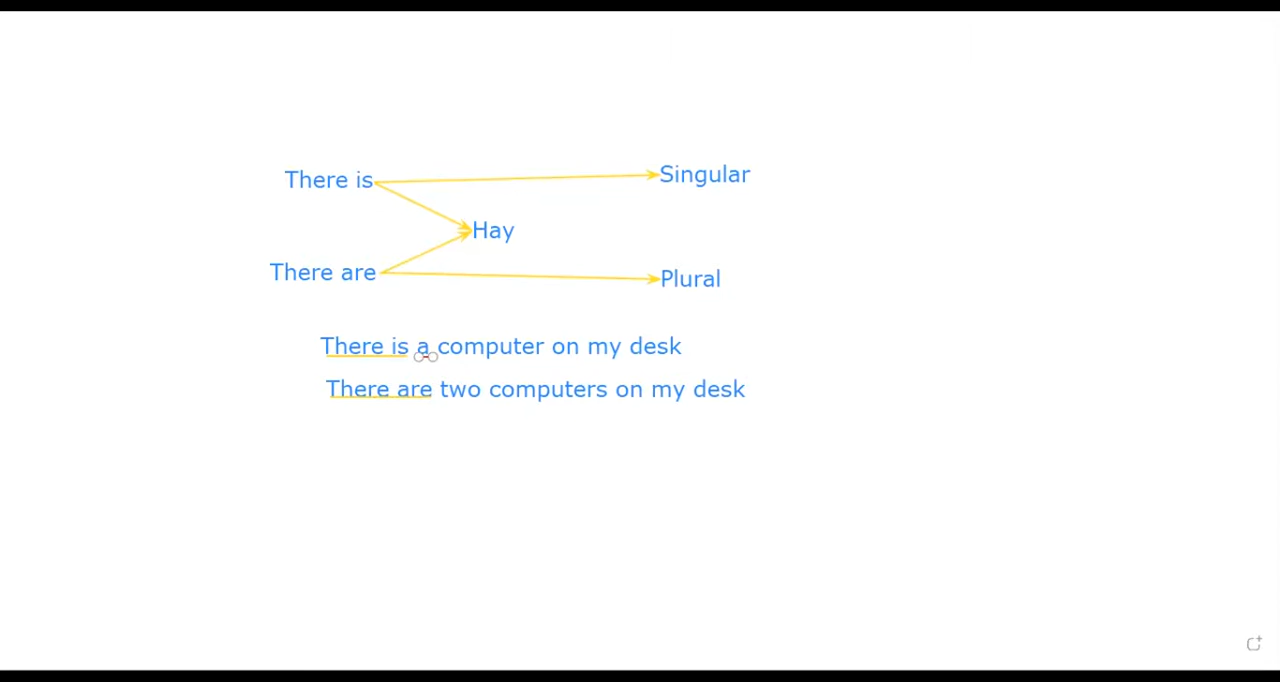 There is
Singular
Hay
There are
Plural
There is a computer on my desk
There are two computers on my desk